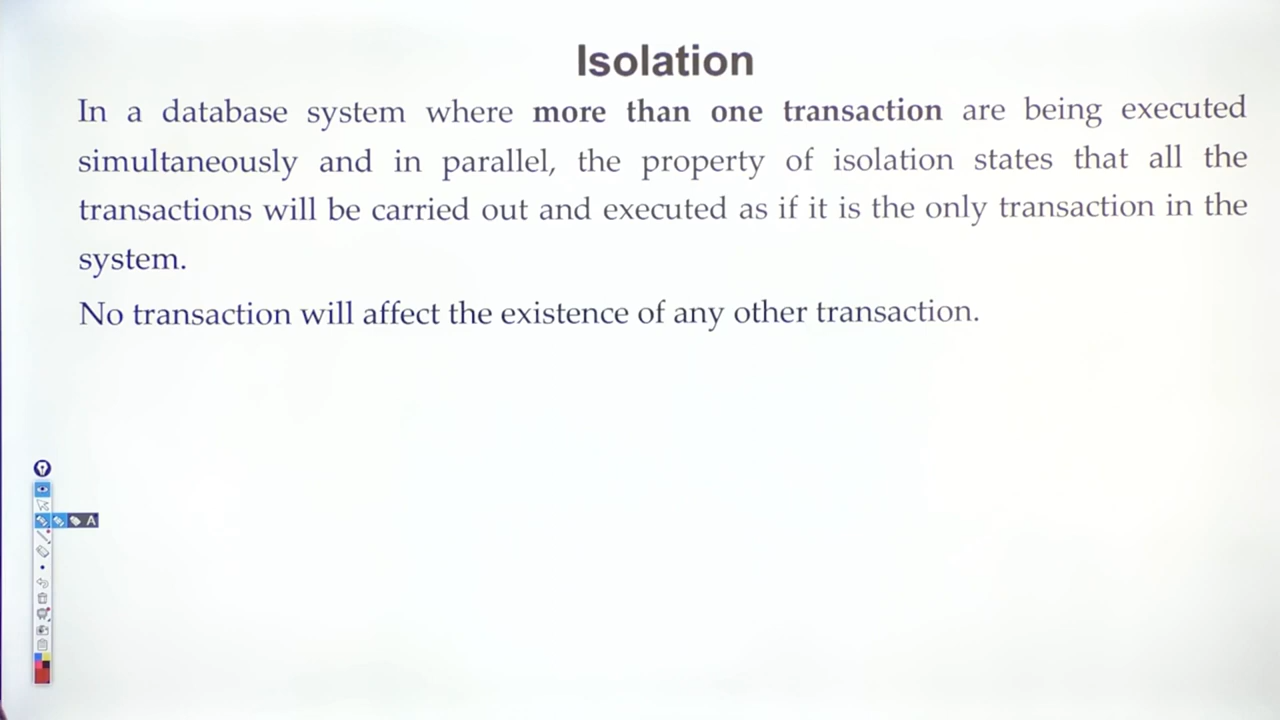 Isolation
In a database system where more than one transaction are being executed
simultaneously and in parallel, the property of isolation states that all the
transactions will be carried out and executed as if it is the only transaction in the
system.
No transaction will affect the existence of any other transaction.
A